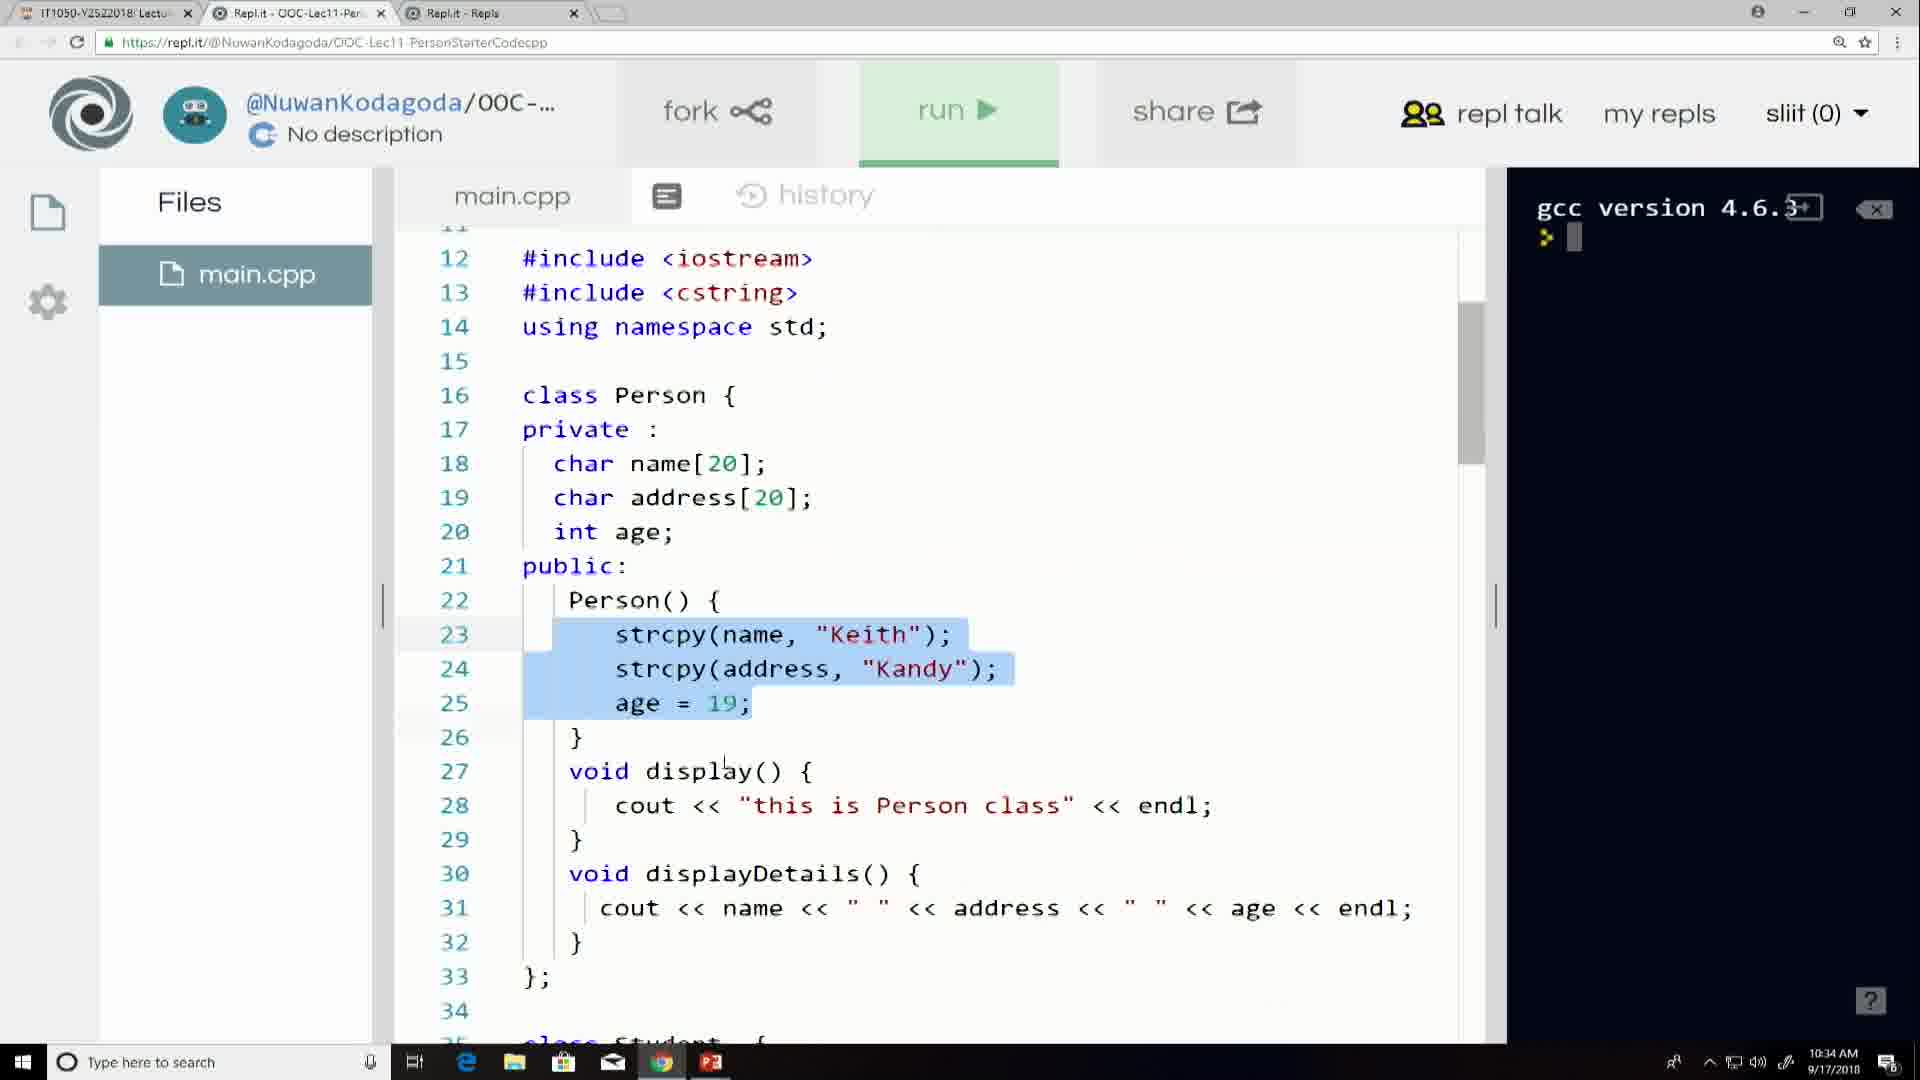 IT1050-Y2S22018: Lectu
Repl.it - OOC-Lec11-Per
Repl.it - Repls
https://repl.it/@NuwanKodagoda/OOC-Lec11-PersonStarterCodecpp
@NuwanKodagoda/OOC-...
No description
fork
run
share
repl talk
my repls
sliit (0)
Files
main.cpp
main.cpp
history
gcc version 4.6.3
>
11
12 #include <iostream>
13 #include <cstring>
14 using namespace std;
15
16 class Person {
17 private :
18 char name[20];
19 char address[20];
20 int age;
21 public:
22 Person() {
23 strcpy(name, "Keith");
24 strcpy(address, "Kandy");
25 age = 19;
26 }
27 void display() {
28 cout << "this is Person class" << endl;
29 }
30 void displayDetails() {
31 cout << name << " " << address << " " << age << endl;
32 }
33 };
34
35 class Student {
?
Type here to search
10:34 AM
9/17/2018